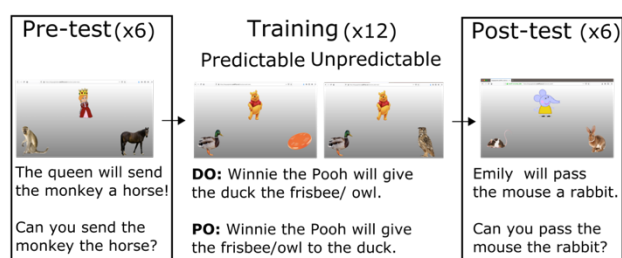 Pre-test (x6)
The queen will send
the monkey a horse!
Can you send the
monkey the horse?
Training (x12)
Predictable Unpredictable
DO: Winnie the Pooh will give
the duck the frisbee/ owl.
PO: Winnie the Pooh will give
the frisbee/owl to the duck.
Post-test (x6)
Emily will pass
the mouse a rabbit.
Can you pass the
mouse the rabbit?